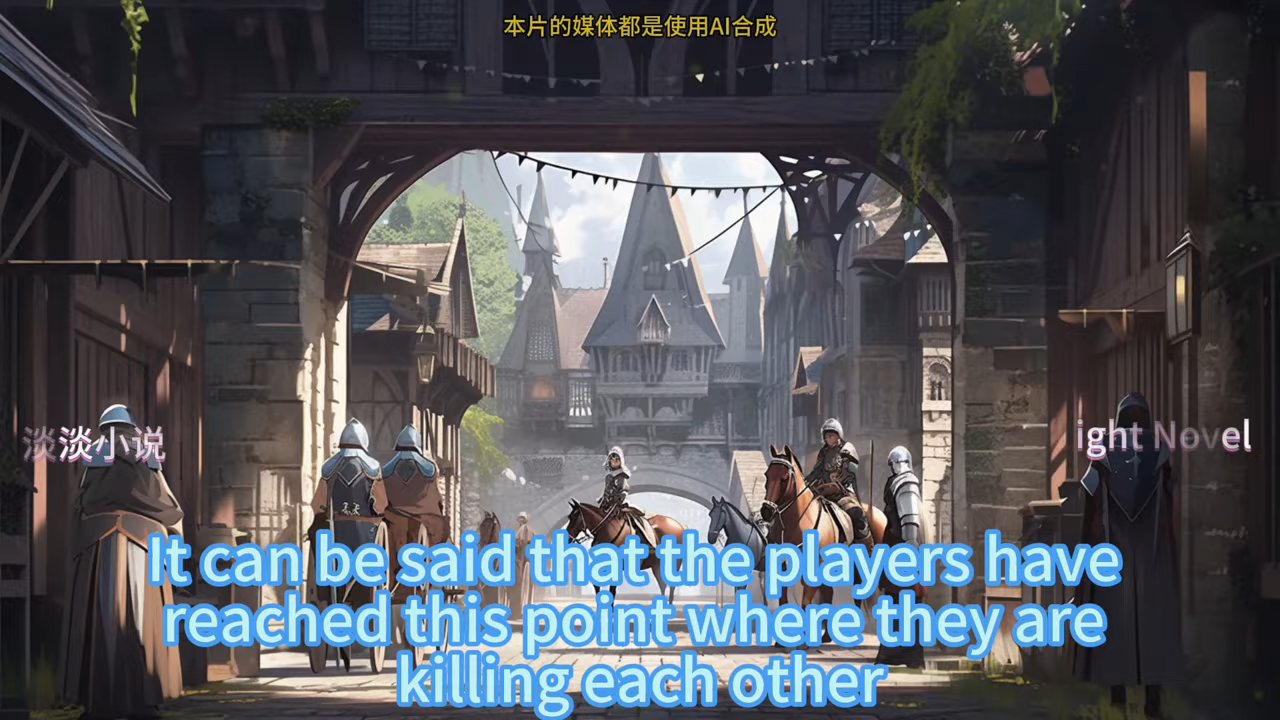 本片的媒体都是使用AI合成
淡淡小说
ight Novel
It can be said that the players have
reached this point where they are
killing each other